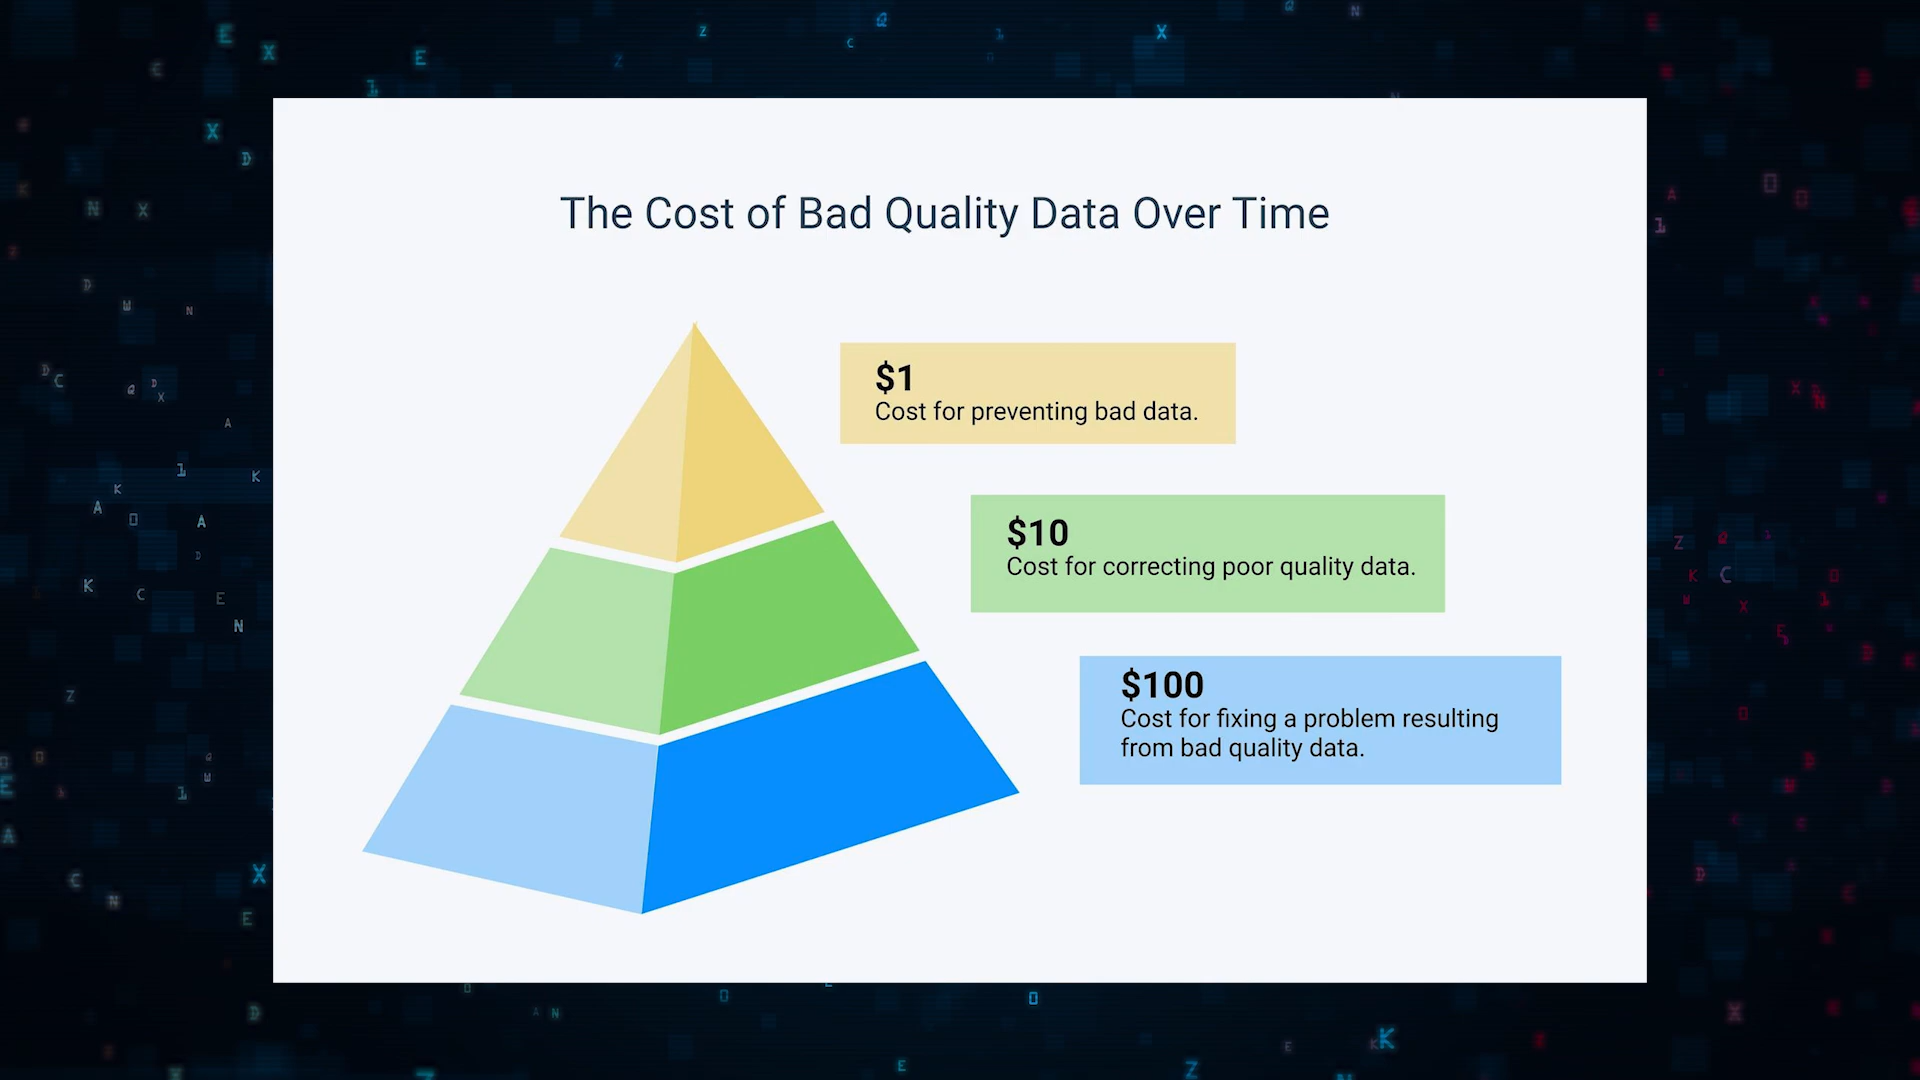 The Cost of Bad Quality Data Over Time
$1
Cost for preventing bad data.
$10
Cost for correcting poor quality data.
$100
Cost for fixing a problem resulting
from bad quality data.